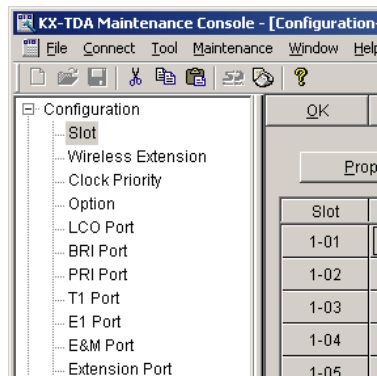 KX-TDA Maintenance Console - [Configuration-
File Connect Tool Maintenance Window Help
Configuration
Slot
Wireless Extension
Clock Priority
Option
LCO Port
BRI Port
PRI Port
T1 Port
E1 Port
E&M Port
Extension Port
OK
Prop
Slot
1-01
1-02
1-03
1-04
1-05